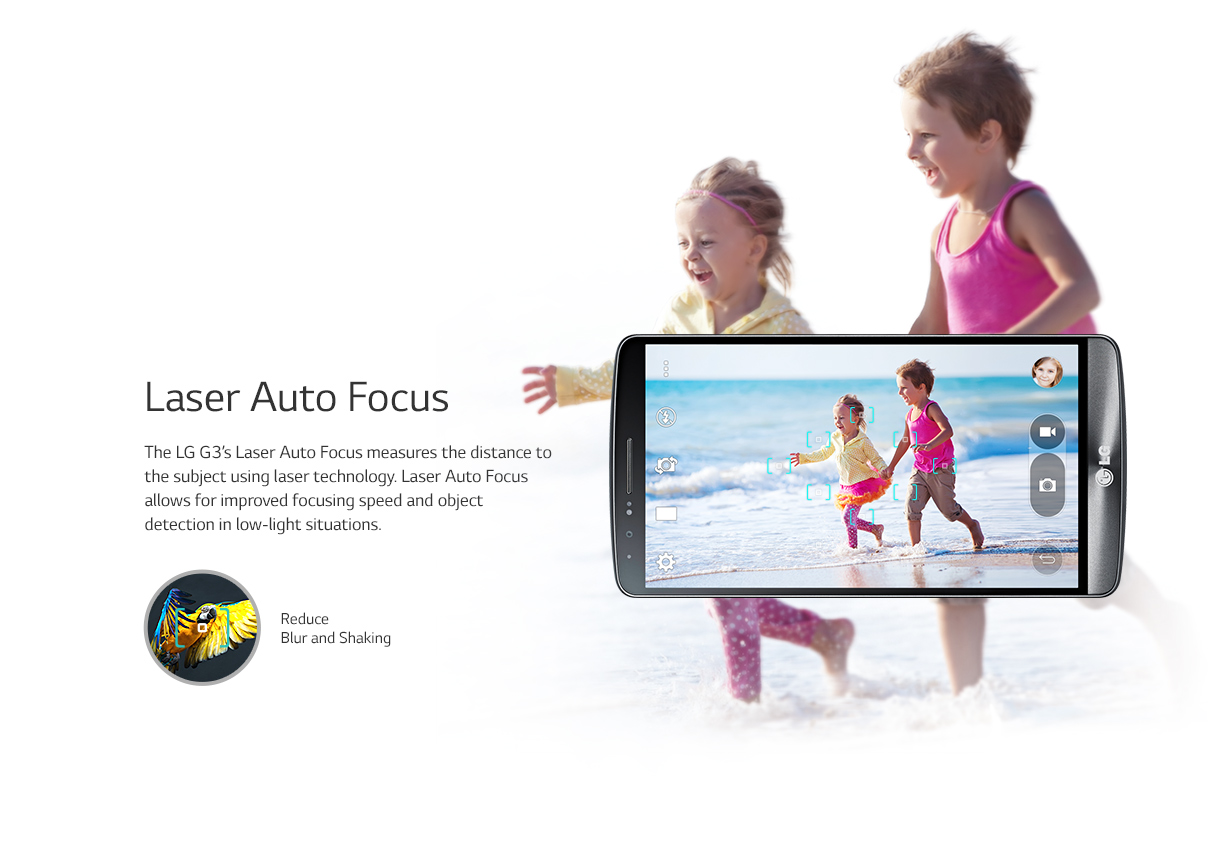 Laser Auto Focus
The LG G3’s Laser Auto Focus measures the distance to
the subject using laser technology. Laser Auto Focus
allows for improved focusing speed and object
detection in low-light situations.
Reduce
Blur and Shaking
LG